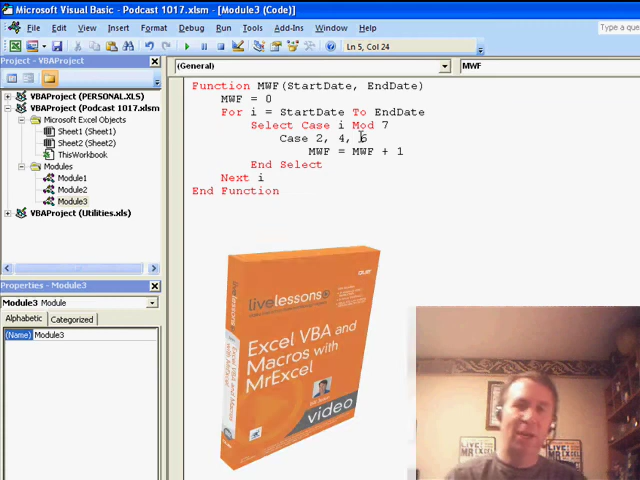 Microsoft Visual Basic - Podcast 1017.xlsm - [Module3 (Code)]
File Edit View Insert Format Debug Run Tools Add-Ins Window Help
Type a que
Ln 5, Col 24
Project - VBAProject
(General)
MWF
VBAProject (PERSONAL.XLS)
VBAProject (Podcast 1017.xlsm
Microsoft Excel Objects
Sheet1 (Sheet1)
Sheet2 (Sheet2)
ThisWorkbook
Modules
Module1
Module2
Module3
VBAProject (Utilities.xls)
Function MWF(StartDate, EndDate)
MWF = 0
For i = StartDate To EndDate
Select Case i Mod 7
Case 2, 4, 6
MWF = MWF + 1
End Select
Next i
End Function
Properties - Module3
Module3 Module
Alphabetic Categorized
(Name) Module3
livelessons
Excel VBA and
Macros with
MrExcel
video
LIVE
MREXCEL